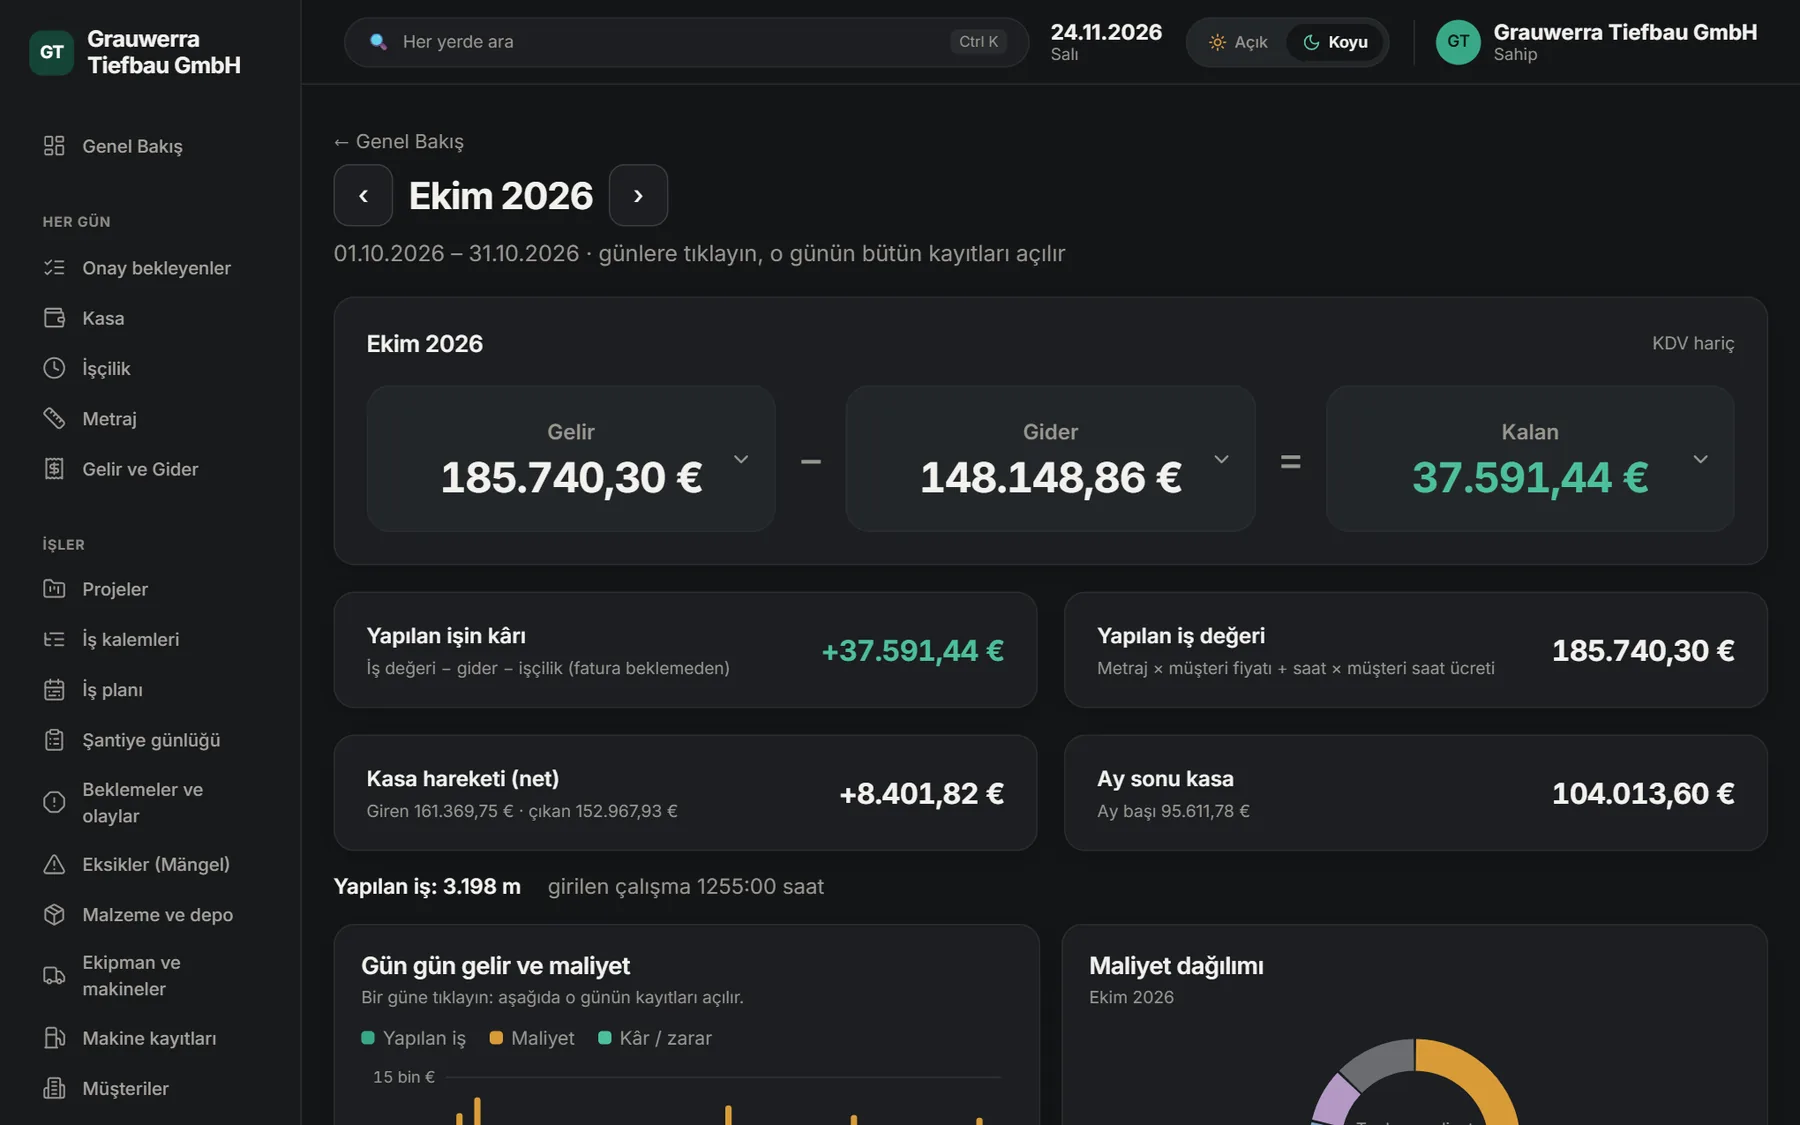 GT
Grauwerra
Tiefbau GmbH
Her yerde ara
Ctrl K
24.11.2026
Salı
Açık
Koyu
GT
Grauwerra Tiefbau GmbH
Sahip
Genel Bakış
HER GÜN
Onay bekleyenler
Kasa
İşçilik
Metraj
Gelir ve Gider
İŞLER
Projeler
İş kalemleri
İş planı
Şantiye günlüğü
Beklemeler ve
olaylar
Eksikler (Mängel)
Malzeme ve depo
Ekipman ve
makineler
Makine kayıtları
Müşteriler
← Genel Bakış
‹ Ekim 2026 ›
01.10.2026 – 31.10.2026 · günlere tıklayın, o günün bütün kayıtları açılır
Ekim 2026
KDV hariç
Gelir
185.740,30 €
−
Gider
148.148,86 €
=
Kalan
37.591,44 €
Yapılan işin kârı
İş değeri − gider − işçilik (fatura beklemeden)
+37.591,44 €
Yapılan iş değeri
Metraj × müşteri fiyatı + saat × müşteri saat ücreti
185.740,30 €
Kasa hareketi (net)
Giren 161.369,75 € · çıkan 152.967,93 €
+8.401,82 €
Ay sonu kasa
Ay başı 95.611,78 €
104.013,60 €
Yapılan iş: 3.198 m girilen çalışma 1255:00 saat
Gün gün gelir ve maliyet
Bir güne tıklayın: aşağıda o günün kayıtları açılır.
Yapılan iş Maliyet Kâr / zarar
15 bin €
Maliyet dağılımı
Ekim 2026